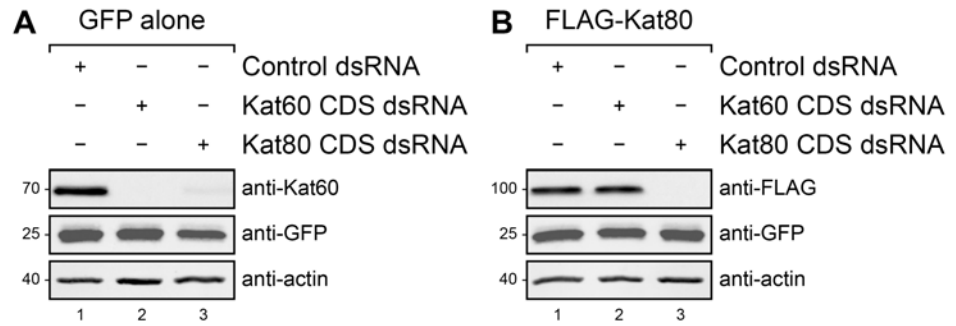 A GFP alone
+ – – Control dsRNA
– + – Kat60 CDS dsRNA
– – + Kat80 CDS dsRNA
70 anti-Kat60
25 anti-GFP
40 anti-actin
1 2 3
B FLAG-Kat80
+ – – Control dsRNA
– + – Kat60 CDS dsRNA
– – + Kat80 CDS dsRNA
100 anti-FLAG
25 anti-GFP
40 anti-actin
1 2 3